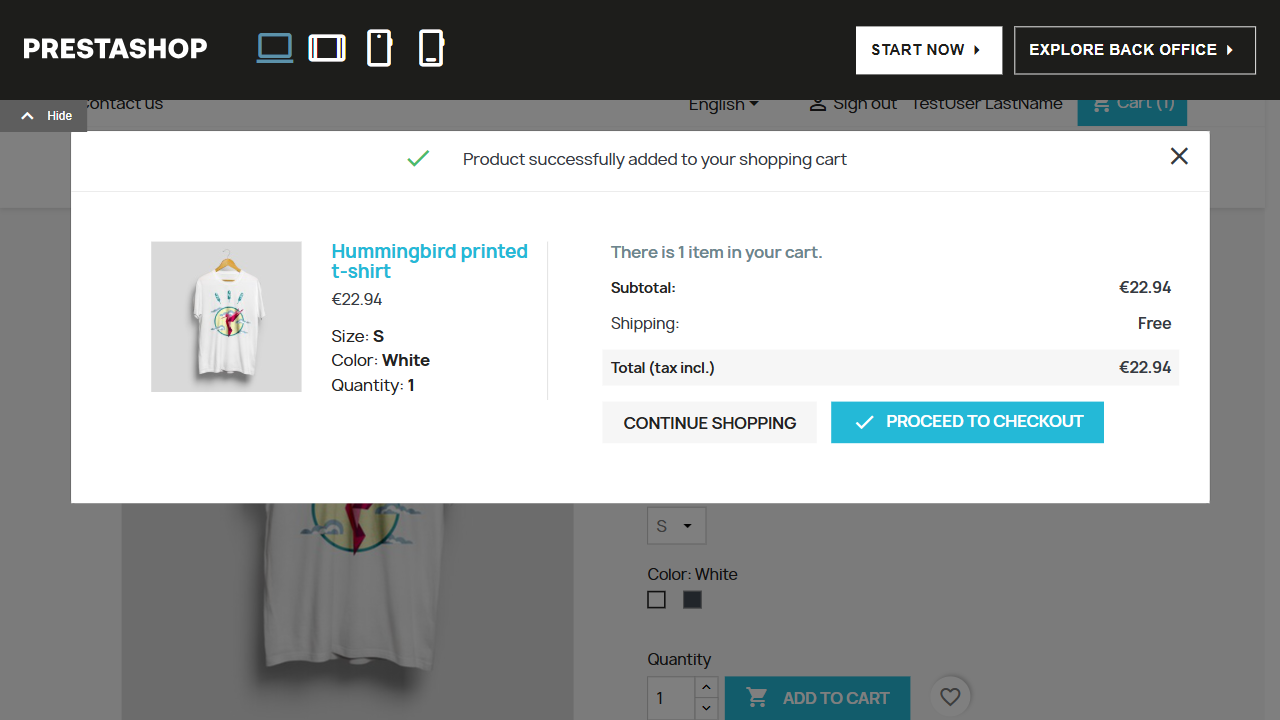 PRESTASHOP
START NOW
EXPLORE BACK OFFICE
Contact us
English
Sign out
TestUser LastName
Cart (1)
Hide
Product successfully added to your shopping cart
Hummingbird printed
t-shirt
€22.94
Size: S
Color: White
Quantity: 1
There is 1 item in your cart.
Subtotal: €22.94
Shipping: Free
Total (tax incl.) €22.94
CONTINUE SHOPPING
PROCEED TO CHECKOUT
S
Color: White
Quantity
1
ADD TO CART